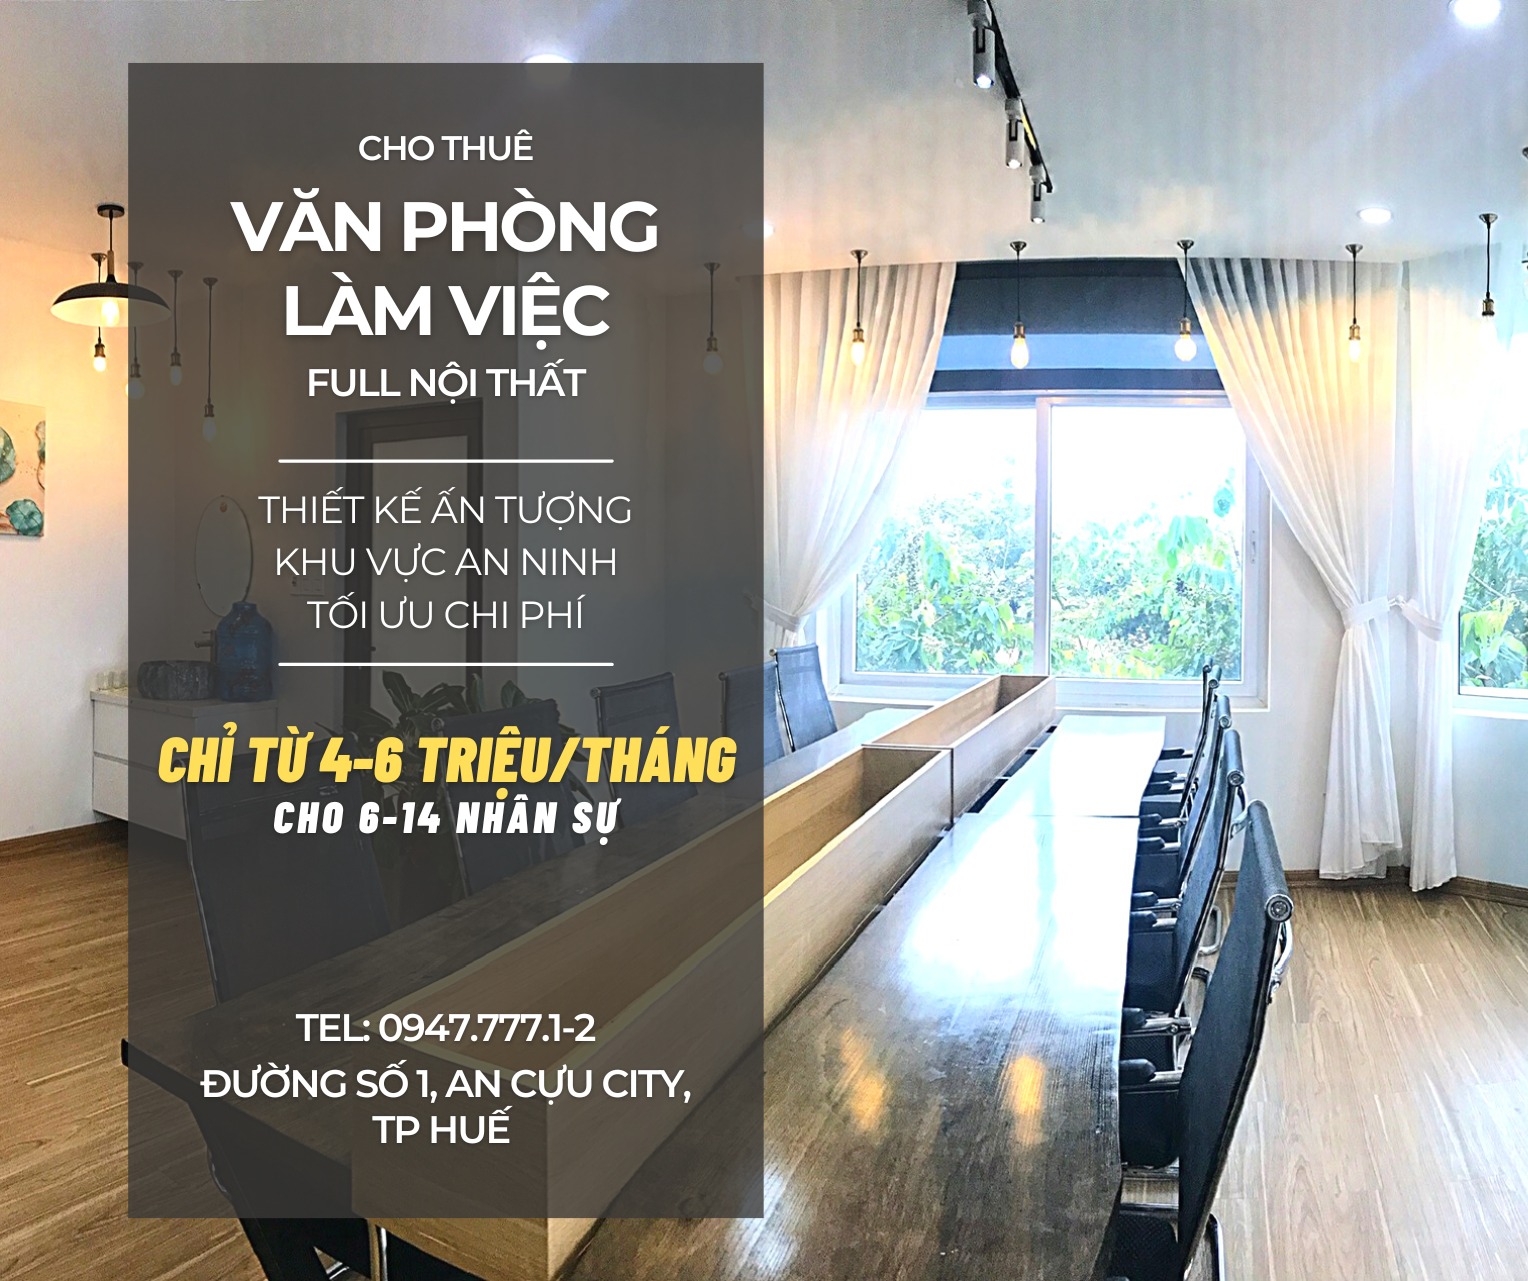 CHO THUÊ
VĂN PHÒNG
LÀM VIỆC
FULL NỘI THẤT
THIẾT KẾ ẤN TƯỢNG
KHU VỰC AN NINH
TỐI ƯU CHI PHÍ
CHỈ TỪ 4-6 TRIỆU/THÁNG
CHO 6-14 NHÂN SỰ
TEL: 0947.777.1-2
ĐƯỜNG SỐ 1, AN CỰU CITY,
TP HUẾ